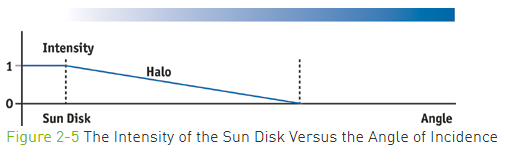 Intensity
1
Halo
0
Sun Disk
Angle
Figure 2-5 The Intensity of the Sun Disk Versus the Angle of Incidence